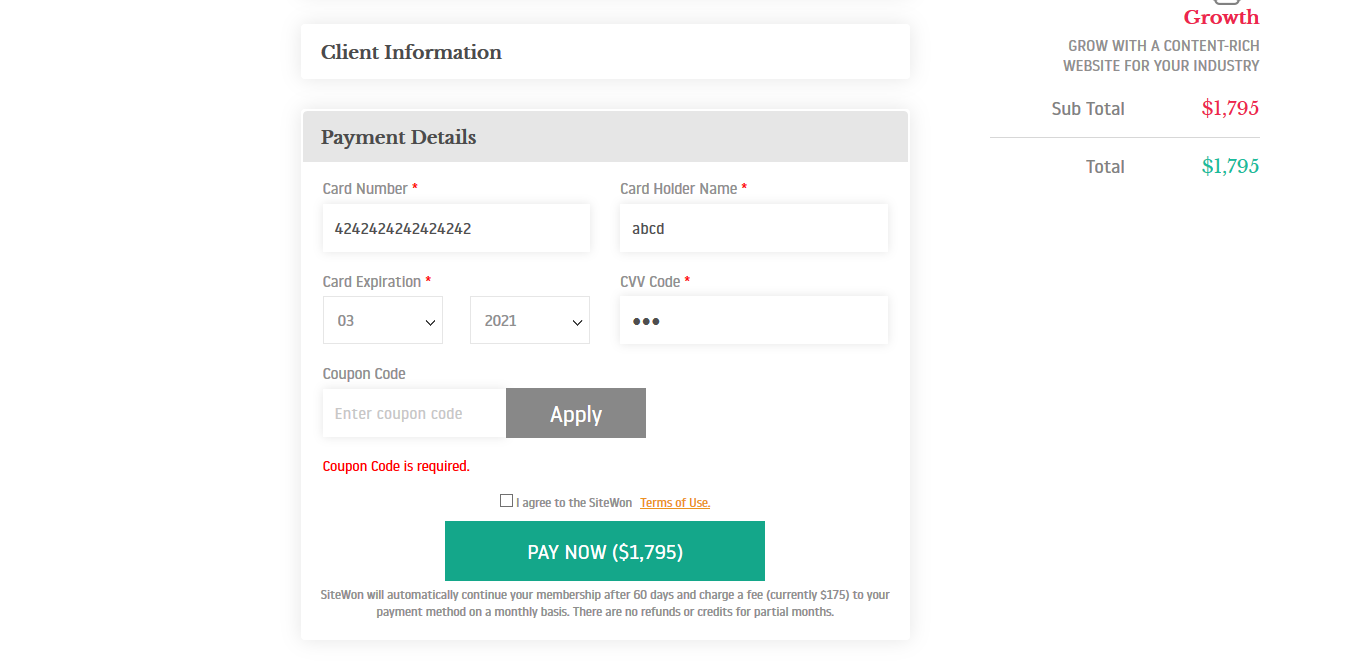 Client Information
Payment Details
Card Number *
Card Holder Name *
4242424242424242
abcd
Card Expiration *
CVV Code *
03
2021
●●●
Coupon Code
Enter coupon code
Apply
Coupon Code is required.
I agree to the SiteWon Terms of Use.
PAY NOW ($1,795)
SiteWon will automatically continue your membership after 60 days and charge a fee (currently $175) to your
payment method on a monthly basis. There are no refunds or credits for partial months.
Growth
GROW WITH A CONTENT-RICH
WEBSITE FOR YOUR INDUSTRY
Sub Total $1,795
Total $1,795